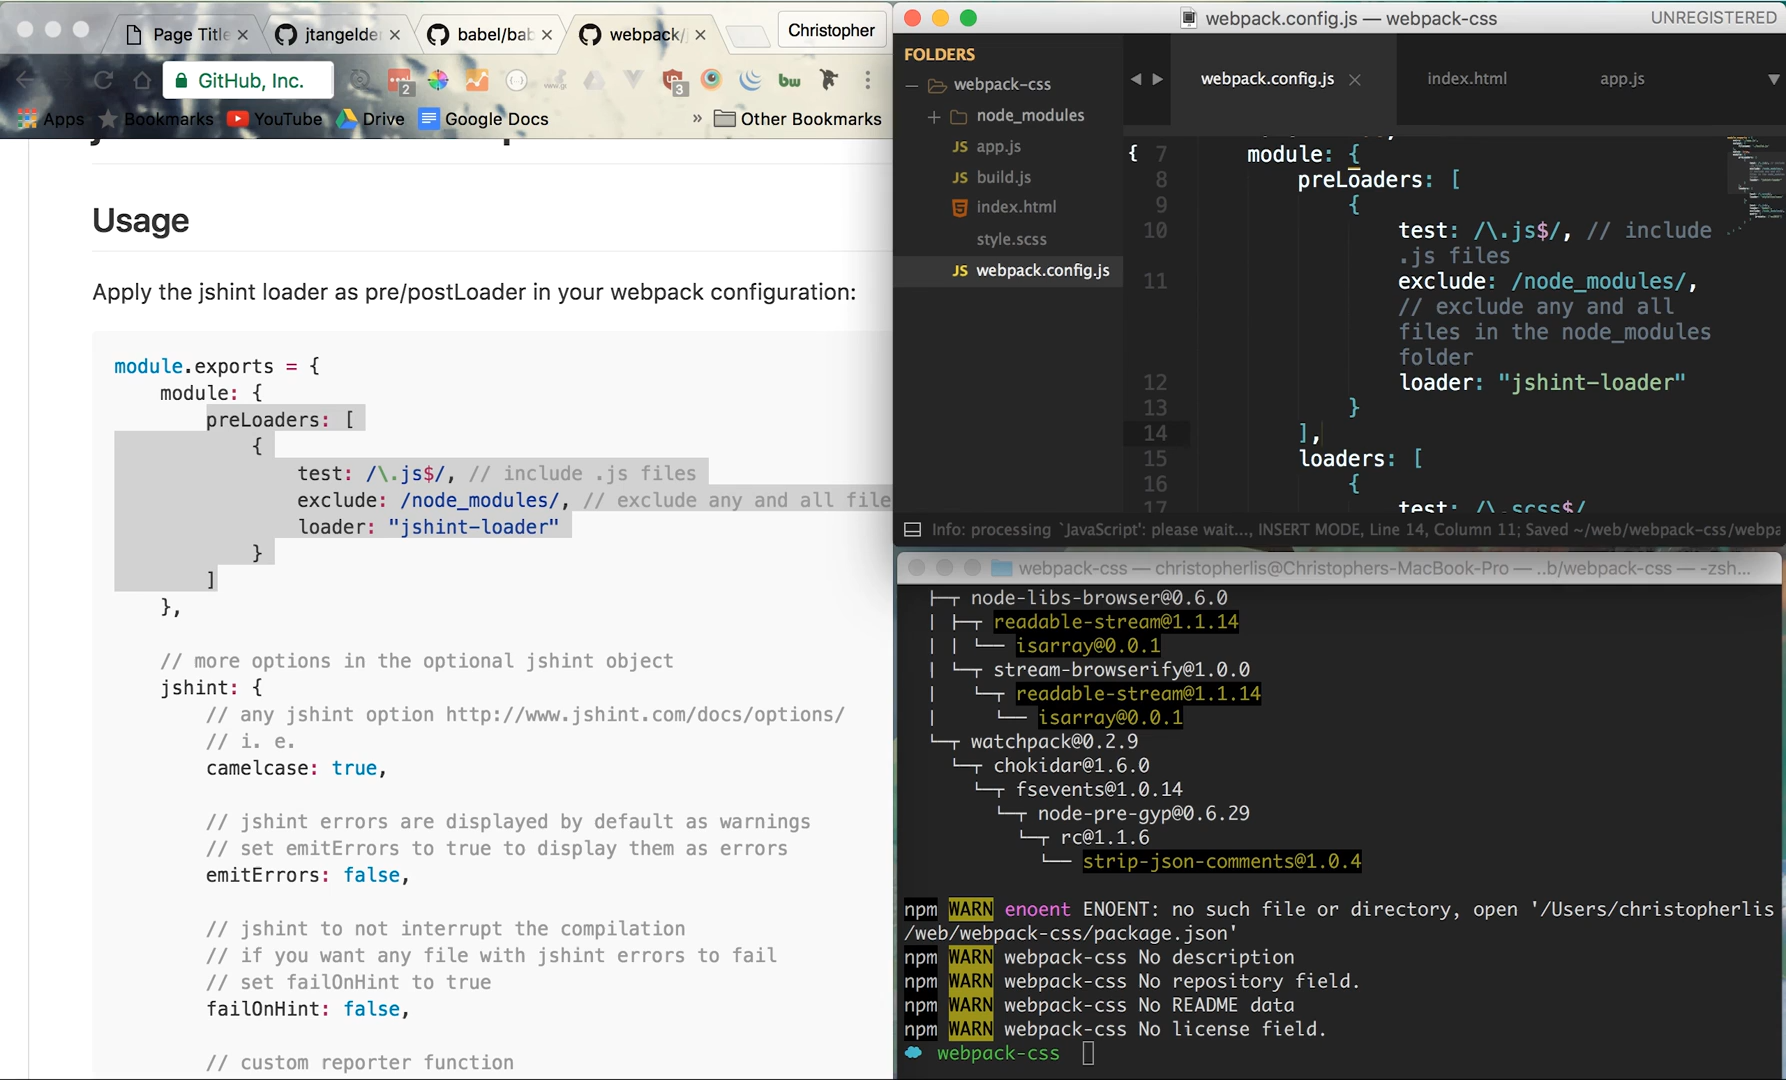 Page Title
jtangelde
babel/bab
webpack/j
Christopher
GitHub, Inc.
2
3
bw
Apps
Bookmarks
YouTube
Drive
Google Docs
»
Other Bookmarks
Usage
Apply the jshint loader as pre/postLoader in your webpack configuration:
module.exports = {
module: {
preLoaders: [
{
test: /\.js$/, // include .js files
exclude: /node_modules/, // exclude any and all file
loader: "jshint-loader"
}
]
},
// more options in the optional jshint object
jshint: {
// any jshint option http://www.jshint.com/docs/options/
// i. e.
camelcase: true,
// jshint errors are displayed by default as warnings
// set emitErrors to true to display them as errors
emitErrors: false,
// jshint to not interrupt the compilation
// if you want any file with jshint errors to fail
// set failOnHint to true
failOnHint: false,
// custom reporter function
webpack.config.js — webpack-css
UNREGISTERED
FOLDERS
webpack-css
node_modules
JS app.js
JS build.js
index.html
style.scss
JS webpack.config.js
webpack.config.js
index.html
app.js
{ 7 module: {
8 preLoaders: [
9 {
10 test: /\.js$/, // include
.js files
11 exclude: /node_modules/,
// exclude any and all
files in the node_modules
folder
12 loader: "jshint-loader"
13 }
14 ],
15 loaders: [
16 {
17 test: /\.scss$/
Info: processing `JavaScript': please wait..., INSERT MODE, Line 14, Column 11; Saved ~/web/webpack-css/webpa
webpack-css — christopherlis@Christophers-MacBook-Pro — ..b/webpack-css — -zsh...
├─┬ node-libs-browser@0.6.0
│ ├─┬ readable-stream@1.1.14
│ │ └── isarray@0.0.1
│ └─┬ stream-browserify@1.0.0
│ └─┬ readable-stream@1.1.14
│ └── isarray@0.0.1
└─┬ watchpack@0.2.9
└─┬ chokidar@1.6.0
└─┬ fsevents@1.0.14
└─┬ node-pre-gyp@0.6.29
└─┬ rc@1.1.6
└── strip-json-comments@1.0.4
npm WARN enoent ENOENT: no such file or directory, open '/Users/christopherlis
/web/webpack-css/package.json'
npm WARN webpack-css No description
npm WARN webpack-css No repository field.
npm WARN webpack-css No README data
npm WARN webpack-css No license field.
webpack-css